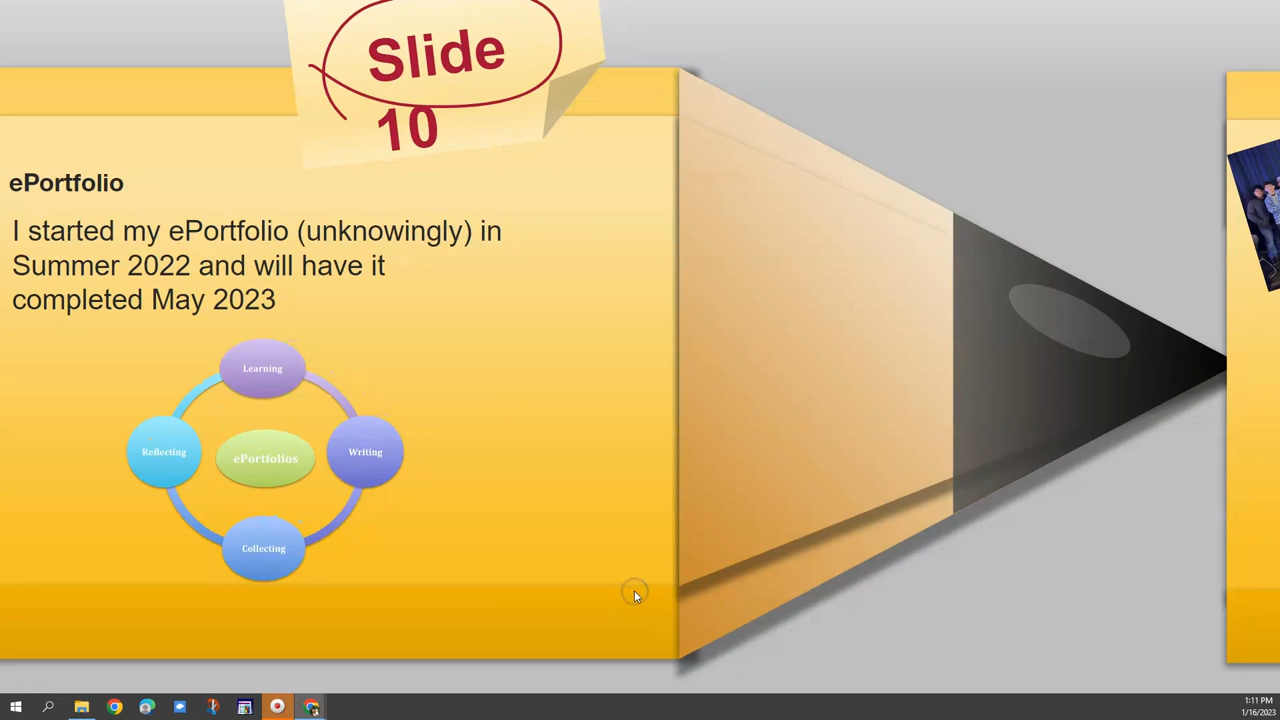 Slide
10
ePortfolio
I started my ePortfolio (unknowingly) in
Summer 2022 and will have it
completed May 2023
Learning
Reflecting
ePortfolios
Writing
Collecting
1:11 PM
1/16/2023